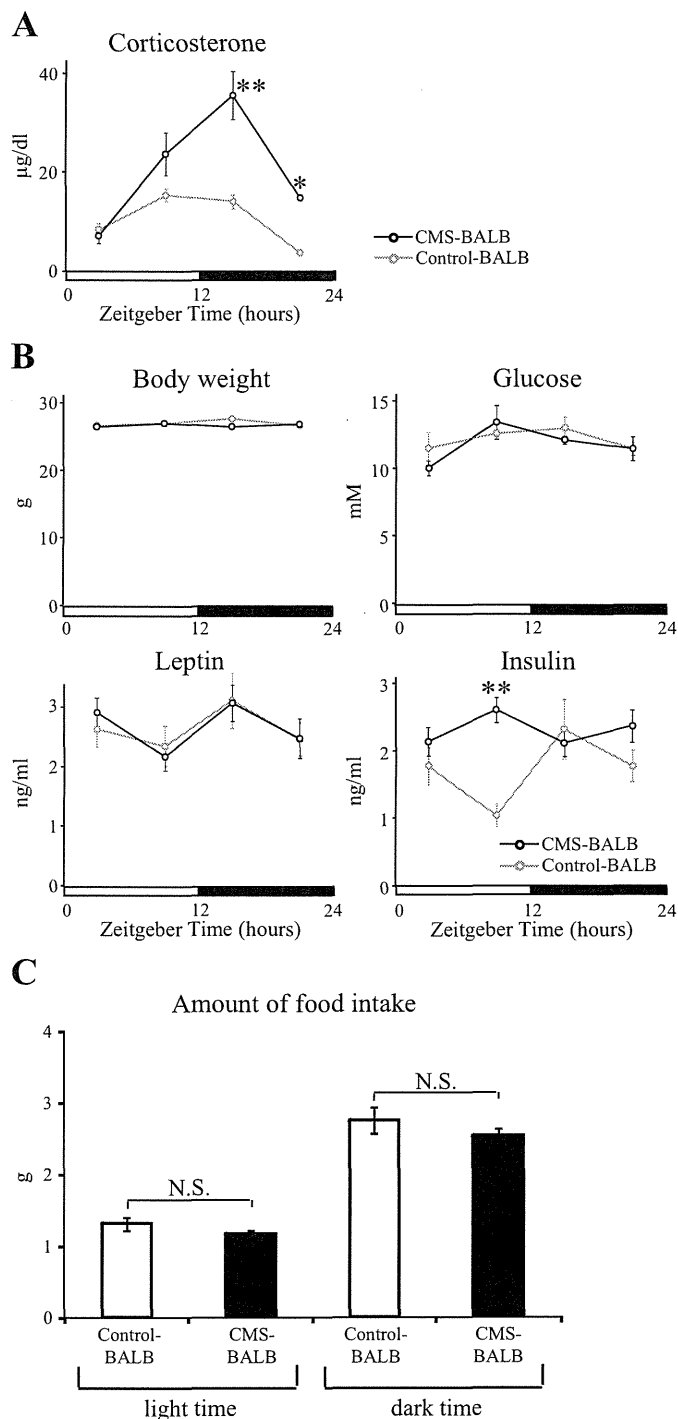 A
Corticosterone
40
**
µg/dl
20
*
0
CMS-BALB
Control-BALB
0 12 24
Zeitgeber Time (hours)
B
Body weight
30
20
g
10
0
0 12 24
Glucose
15
10
mM
5
0
0 12 24
Leptin
3
2
ng/ml
1
0
0 12 24
Zeitgeber Time (hours)
Insulin
3
**
2
ng/ml
1
CMS-BALB
Control-BALB
0
0 12 24
Zeitgeber Time (hours)
C
Amount of food intake
4
3
g
2
1
0
N.S.
N.S.
Control-BALB
CMS-BALB
Control-BALB
CMS-BALB
light time
dark time